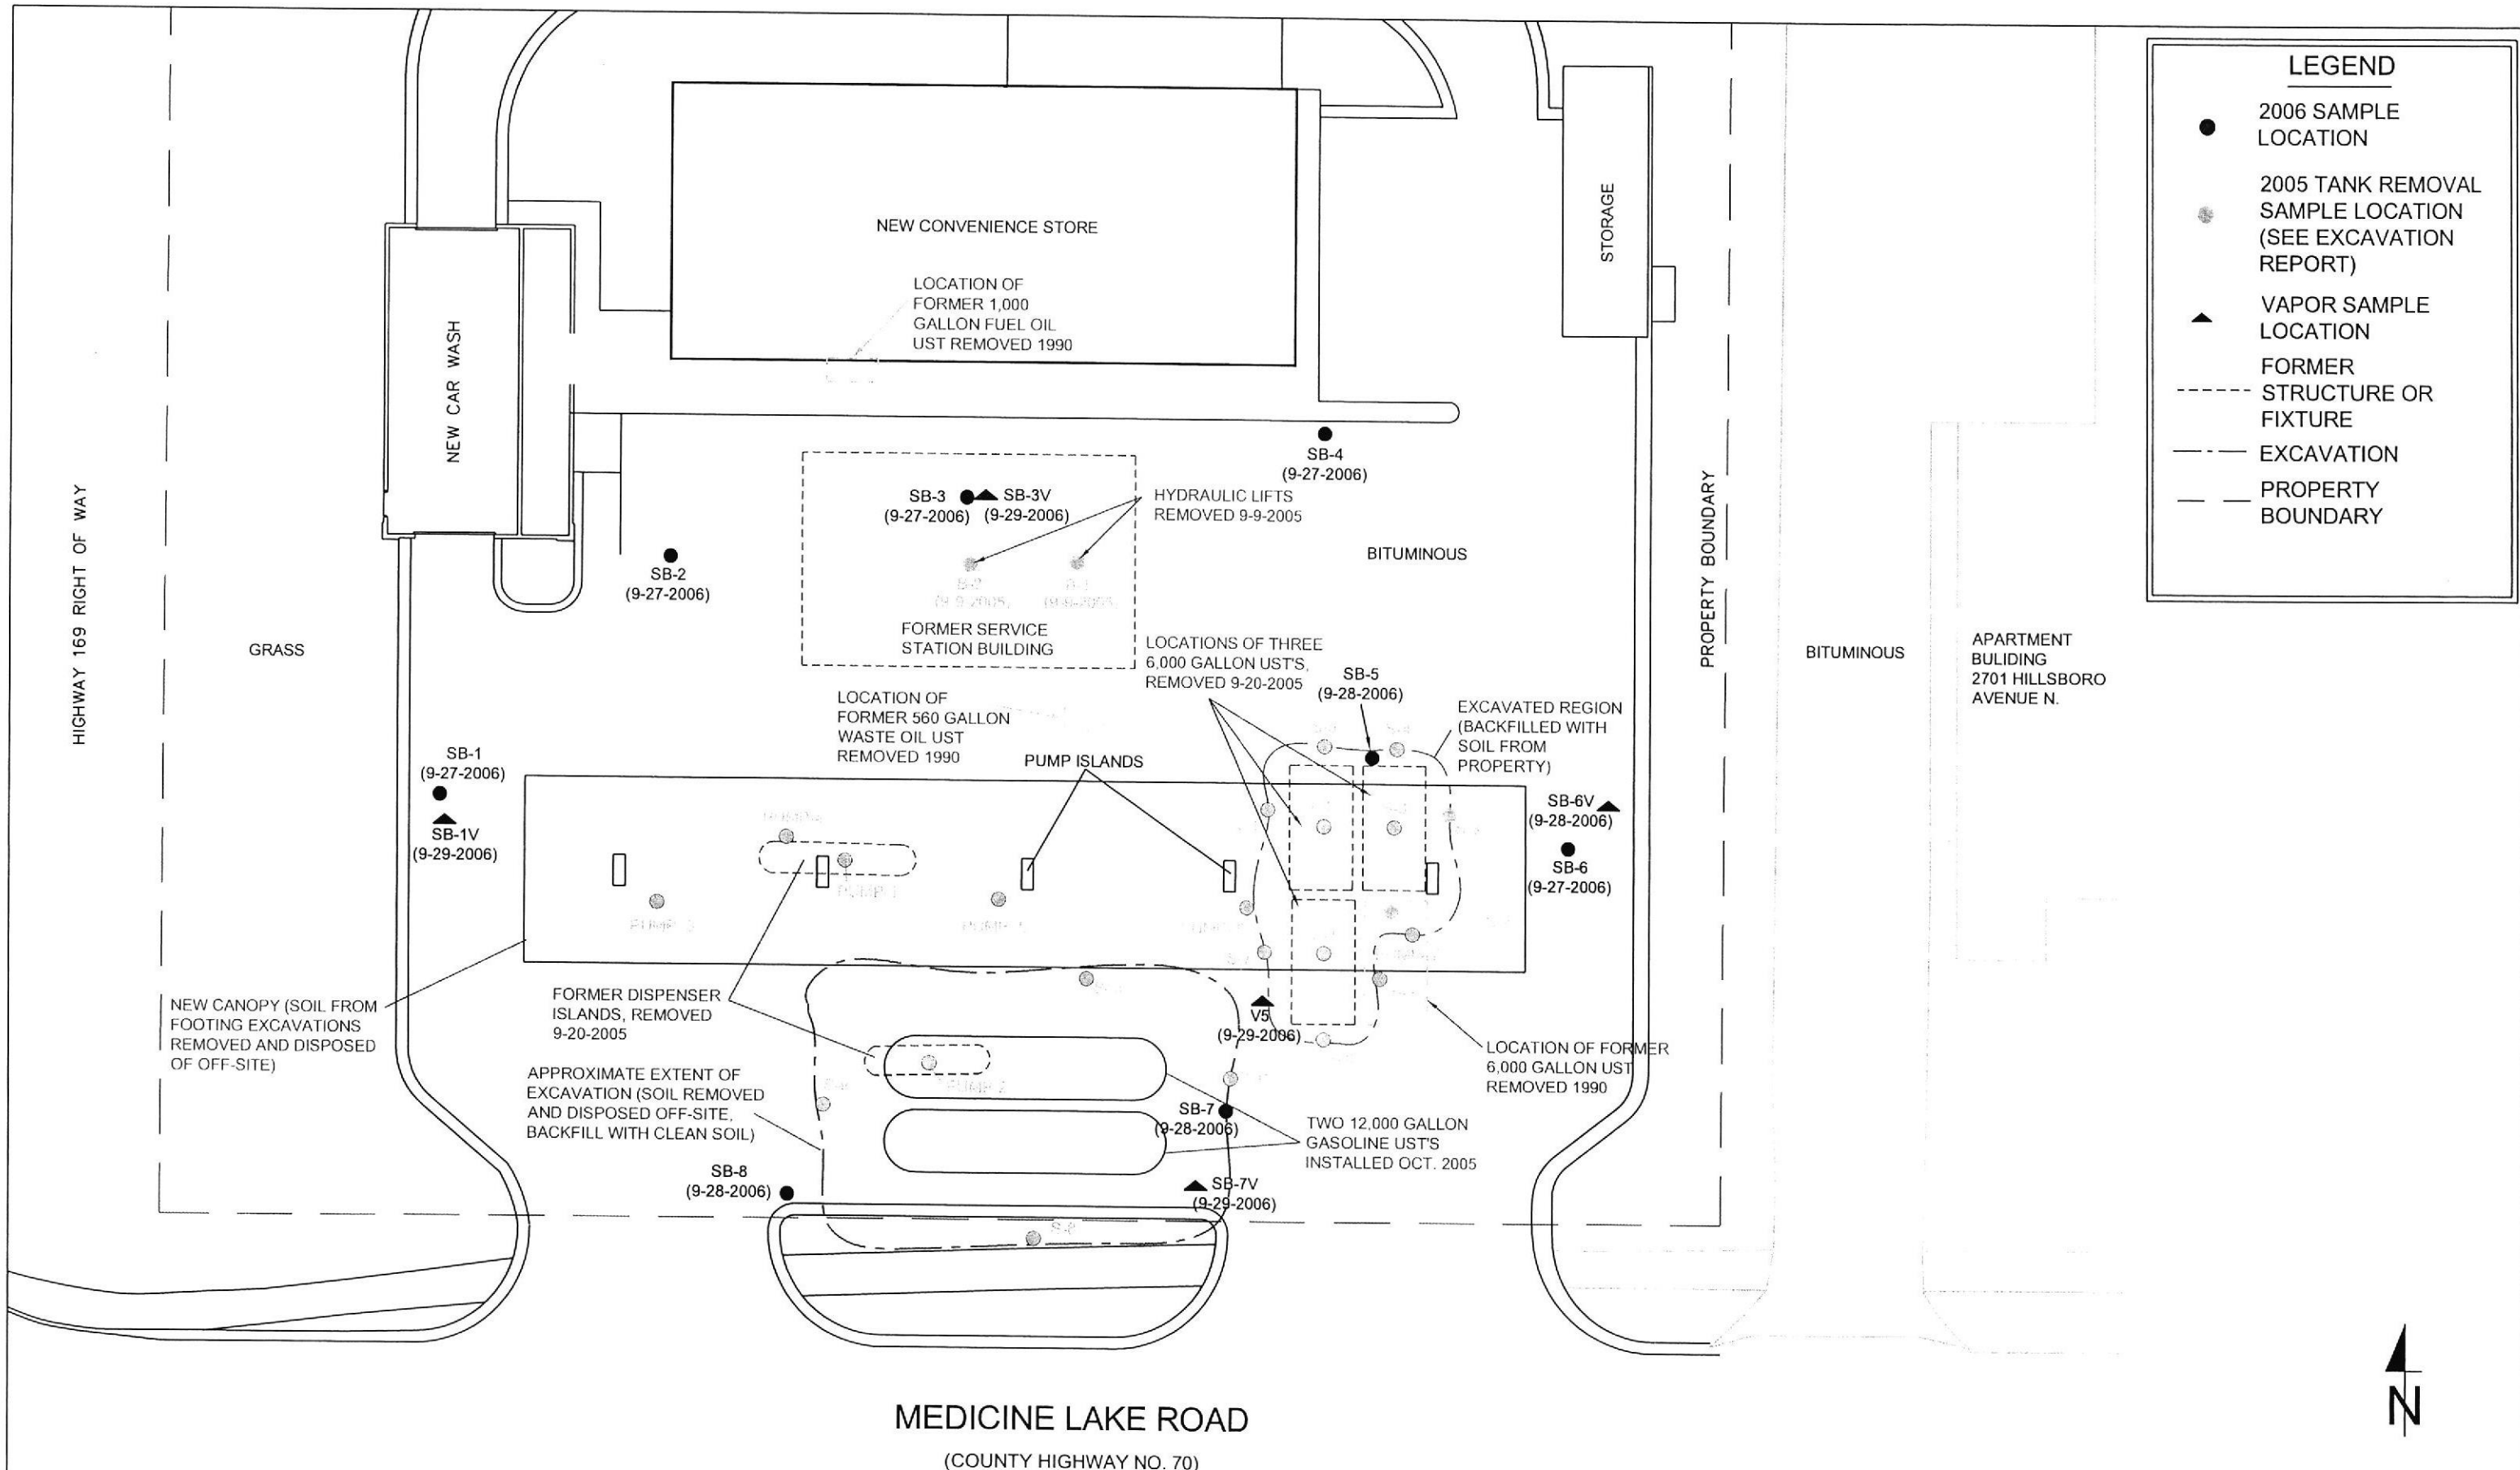 LEGEND
2006 SAMPLE
LOCATION
2005 TANK REMOVAL
SAMPLE LOCATION
(SEE EXCAVATION
REPORT)
VAPOR SAMPLE
LOCATION
FORMER
STRUCTURE OR
FIXTURE
EXCAVATION
PROPERTY
BOUNDARY
NEW CONVENIENCE STORE
STORAGE
LOCATION OF
FORMER 1,000
GALLON FUEL OIL
UST REMOVED 1990
NEW CAR WASH
HIGHWAY 169 RIGHT OF WAY
GRASS
SB-4
(9-27-2006)
SB-3
(9-27-2006)
SB-3V
(9-29-2006)
HYDRAULIC LIFTS
REMOVED 9-9-2005
BITUMINOUS
PROPERTY BOUNDARY
SB-2
(9-27-2006)
B-2
FORMER SERVICE
STATION BUILDING
LOCATIONS OF THREE
6,000 GALLON UST'S,
REMOVED 9-20-2005
BITUMINOUS
APARTMENT
BULIDING
2701 HILLSBORO
AVENUE N.
SB-5
(9-28-2006)
LOCATION OF
FORMER 560 GALLON
WASTE OIL UST
REMOVED 1990
EXCAVATED REGION
(BACKFILLED WITH
SOIL FROM
PROPERTY)
PUMP ISLANDS
SB-1
(9-27-2006)
SB-1V
(9-29-2006)
SB-6V
(9-28-2006)
SB-6
(9-27-2006)
PUMP 1
PUMP 3
NEW CANOPY (SOIL FROM
FOOTING EXCAVATIONS
REMOVED AND DISPOSED
OF OFF-SITE)
FORMER DISPENSER
ISLANDS, REMOVED
9-20-2005
V5
(9-29-2006)
LOCATION OF FORMER
6,000 GALLON UST
REMOVED 1990
APPROXIMATE EXTENT OF
EXCAVATION (SOIL REMOVED
AND DISPOSED OFF-SITE,
BACKFILL WITH CLEAN SOIL)
PUMP 2
SB-7
(9-28-2006)
TWO 12,000 GALLON
GASOLINE UST'S
INSTALLED OCT. 2005
SB-8
(9-28-2006)
SB-7V
(9-29-2006)
MEDICINE LAKE ROAD
(COUNTY HIGHWAY NO. 70)
N